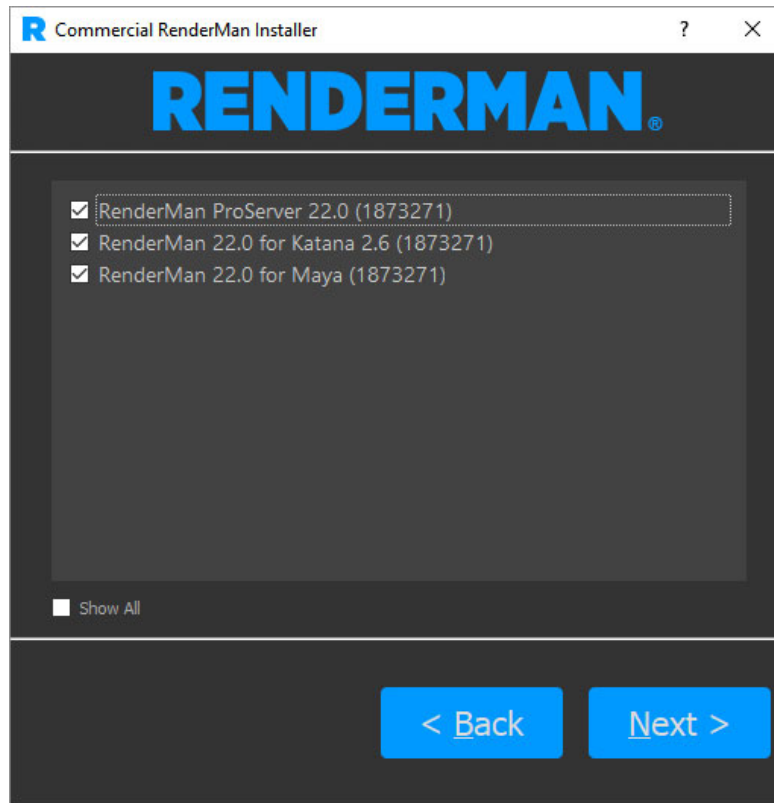 R Commercial RenderMan Installer ? X
RENDERMAN®
RenderMan ProServer 22.0 (1873271)
RenderMan 22.0 for Katana 2.6 (1873271)
RenderMan 22.0 for Maya (1873271)
Show All
< Back Next >